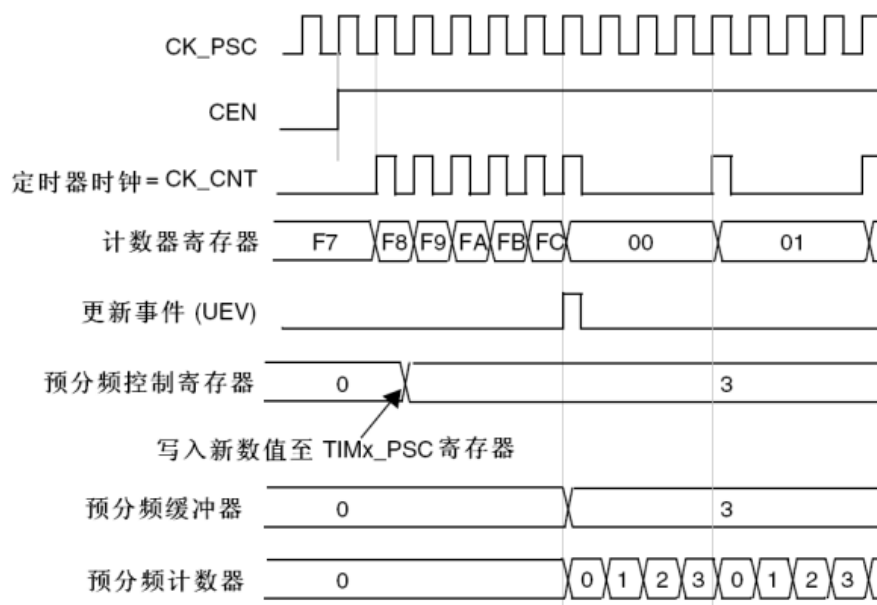 CK_PSC
CEN
定时器时钟 = CK_CNT
计数器寄存器 F7 F8 F9 FA FB FC 00 01
更新事件 (UEV)
预分频控制寄存器 0 3
写入新数值至 TIMx_PSC 寄存器
预分频缓冲器 0 3
预分频计数器 0 0 1 2 3 0 1 2 3